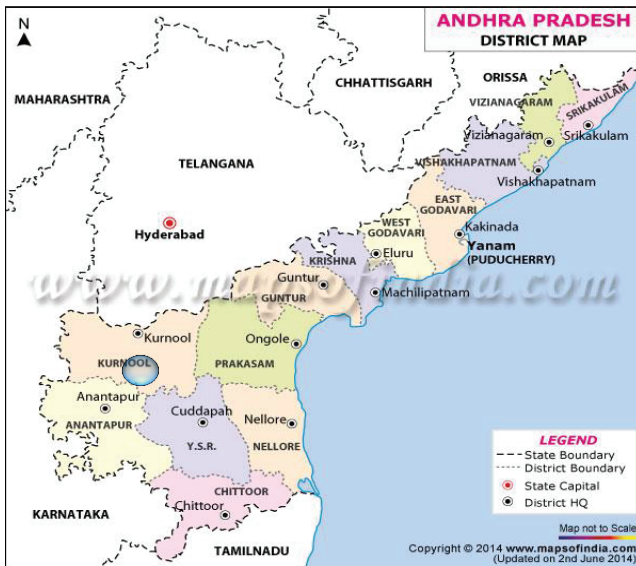 ANDHRA PRADESH
DISTRICT MAP
N
MAHARASHTRA
CHHATTISGARH
ORISSA
VIZIANAGARAM
SRIKAKULAM
Vizianagaram
Srikakulam
TELANGANA
VISHAKHAPATNAM
Vishakhapatnam
EAST
GODAVARI
WEST
GODAVARI
Kakinada
Hyderabad
Yanam
(PUDUCHERRY)
KRISHNA
Eluru
Guntur
GUNTUR
Machilipatnam
www.mapsofindia.com
Kurnool
KURNOOL
Ongole
PRAKASAM
Anantapur
ANANTAPUR
Cuddapah
Y.S.R.
Nellore
NELLORE
CHITTOOR
Chittoor
KARNATAKA
TAMILNADU
LEGEND
State Boundary
District Boundary
State Capital
District HQ
Map not to Scale
Copyright © 2014 www.mapsofindia.com
(Updated on 2nd June 2014)